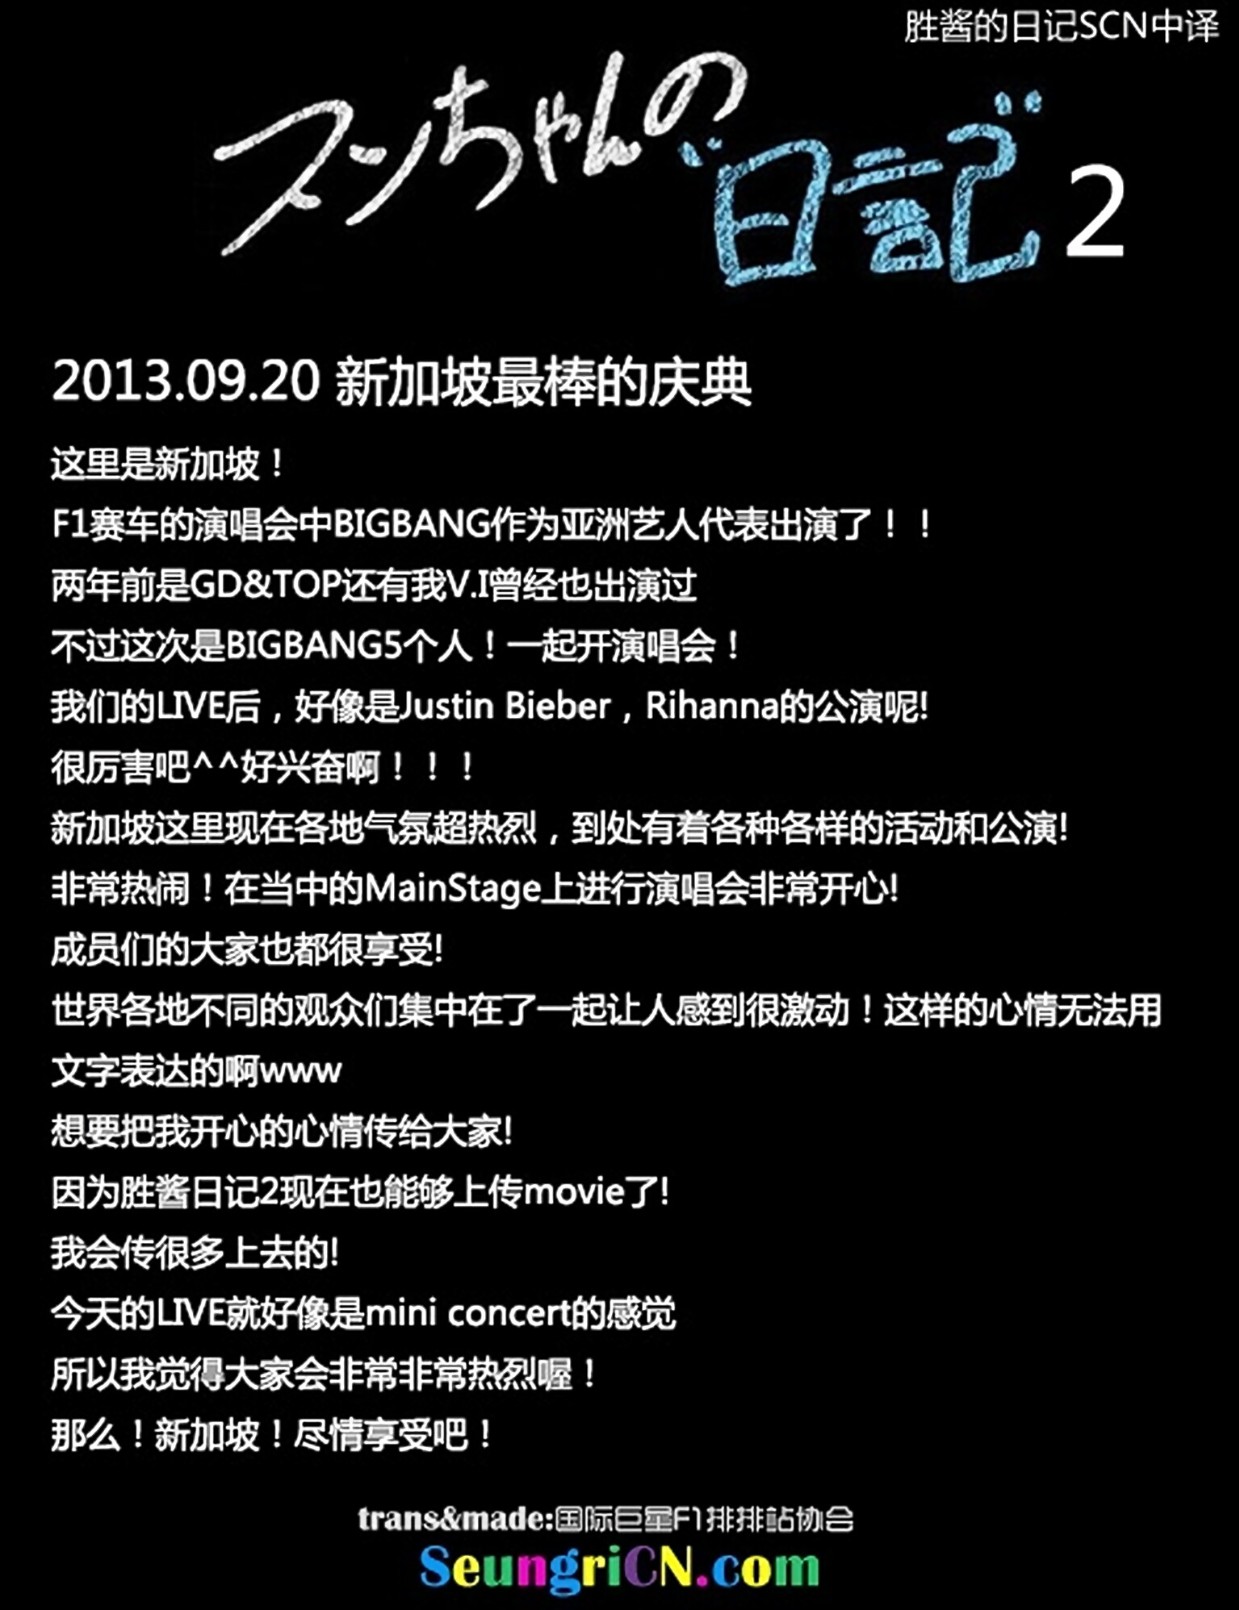 胜酱的日记SCN中译
スンちゃんの
"日記" 2
2013.09.20 新加坡最棒的庆典
这里是新加坡！
F1赛车的演唱会中BIGBANG作为亚洲艺人代表出演了！！
两年前是GD&TOP还有我V.I曾经也出演过
不过这次是BIGBANG5个人！一起开演唱会！
我们的LIVE后，好像是Justin Bieber，Rihanna的公演呢!
很厉害吧^^好兴奋啊！！！
新加坡这里现在各地气氛超热烈，到处有着各种各样的活动和公演!
非常热闹！在当中的MainStage上进行演唱会非常开心!
成员们的大家也都很享受!
世界各地不同的观众们集中在了一起让人感到很激动！这样的心情无法用
文字表达的啊www
想要把我开心的心情传给大家!
因为胜酱日记2现在也能够上传movie了!
我会传很多上去的!
今天的LIVE就好像是mini concert的感觉
所以我觉得大家会非常非常热烈喔！
那么！新加坡！尽情享受吧！
trans&made:国际巨星F1排排站协会
SeungriCN.com